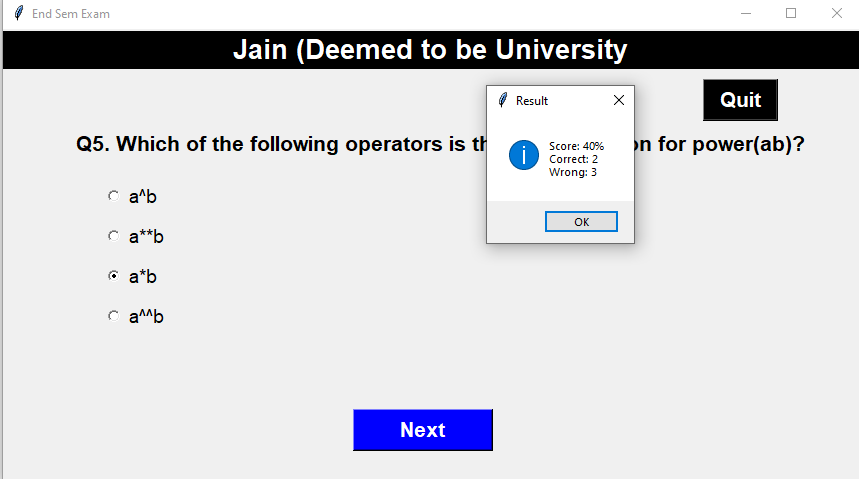 End Sem Exam
Jain (Deemed to be University
Quit
Result
Score: 40%
Correct: 2
Wrong: 3
OK
Q5. Which of the following operators is th on for power(ab)?
a^b
a**b
a*b
a^^b
Next